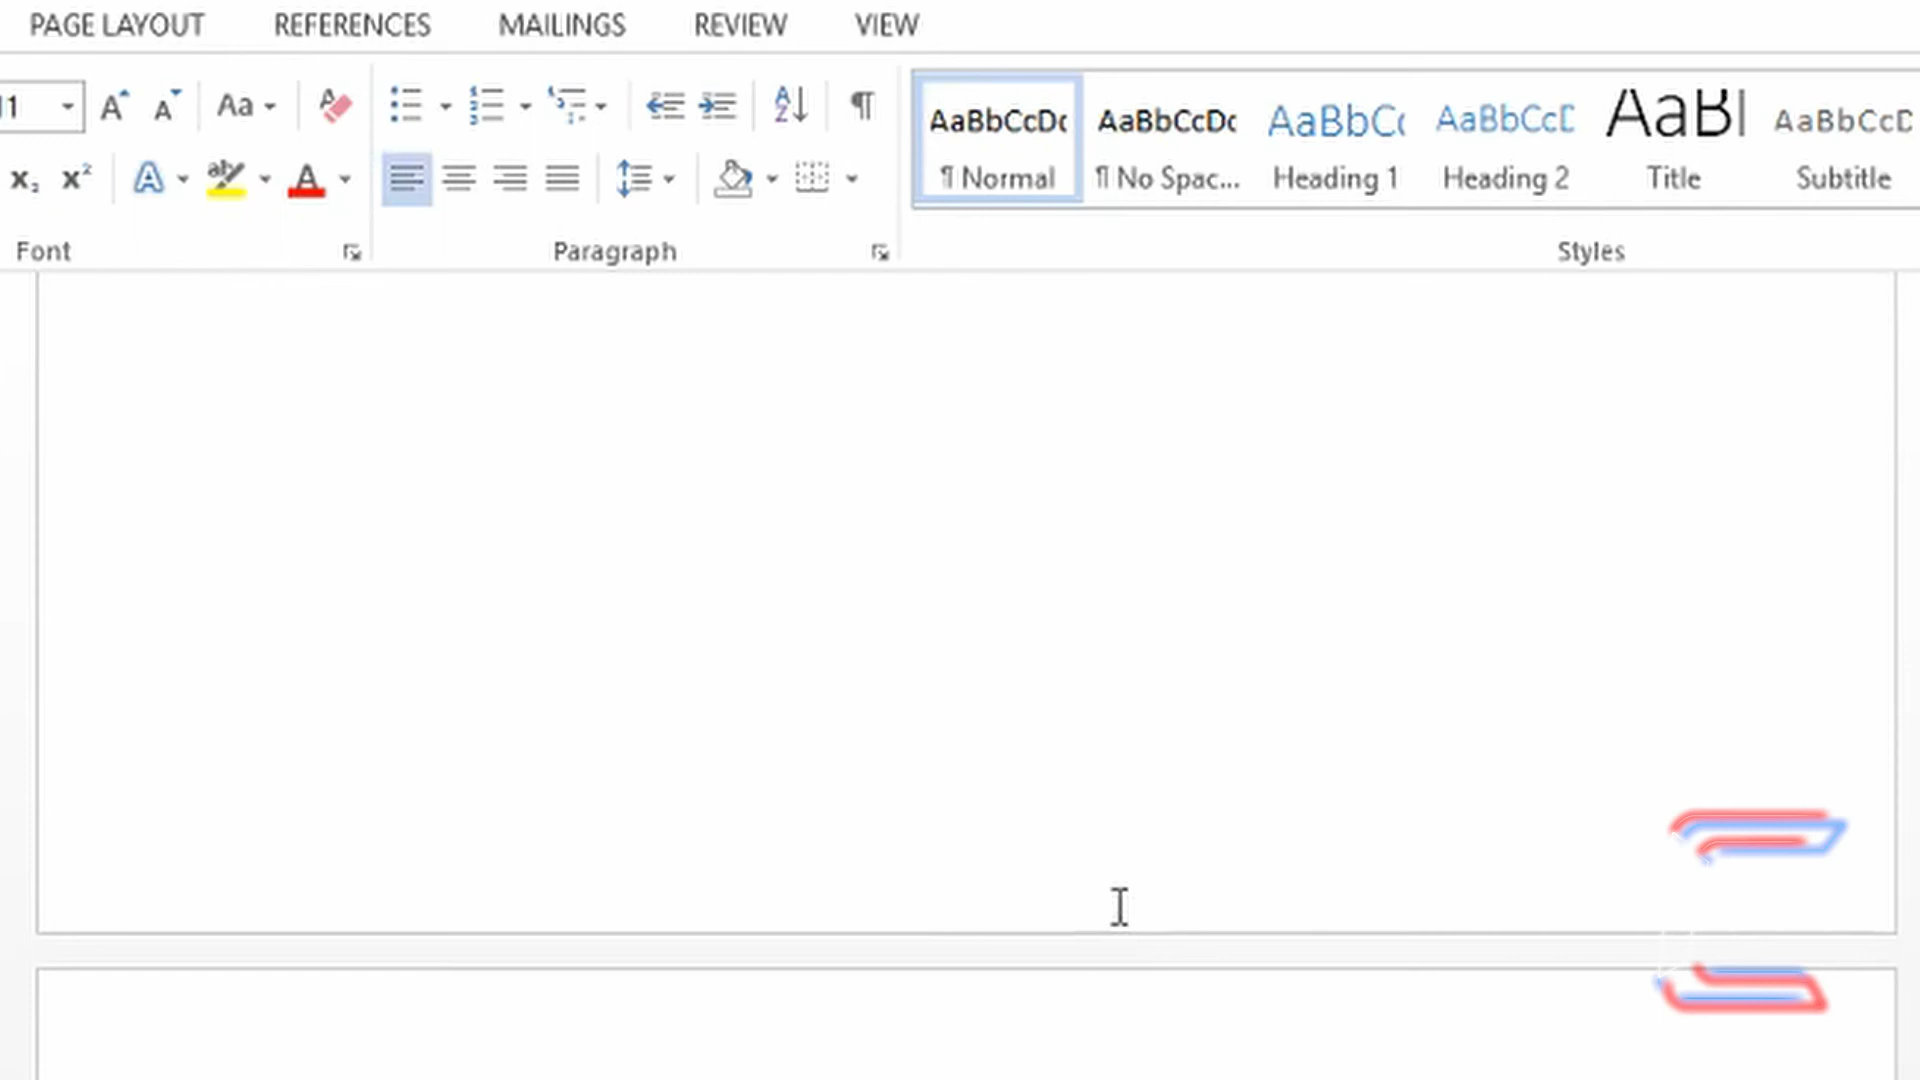 PAGE LAYOUT REFERENCES MAILINGS REVIEW VIEW
Aa
AaBbCcDc AaBbCcDc AaBbCc AaBbCcD AaBl AaBbCcD
¶ Normal ¶ No Spac... Heading 1 Heading 2 Title Subtitle
Font Paragraph Styles